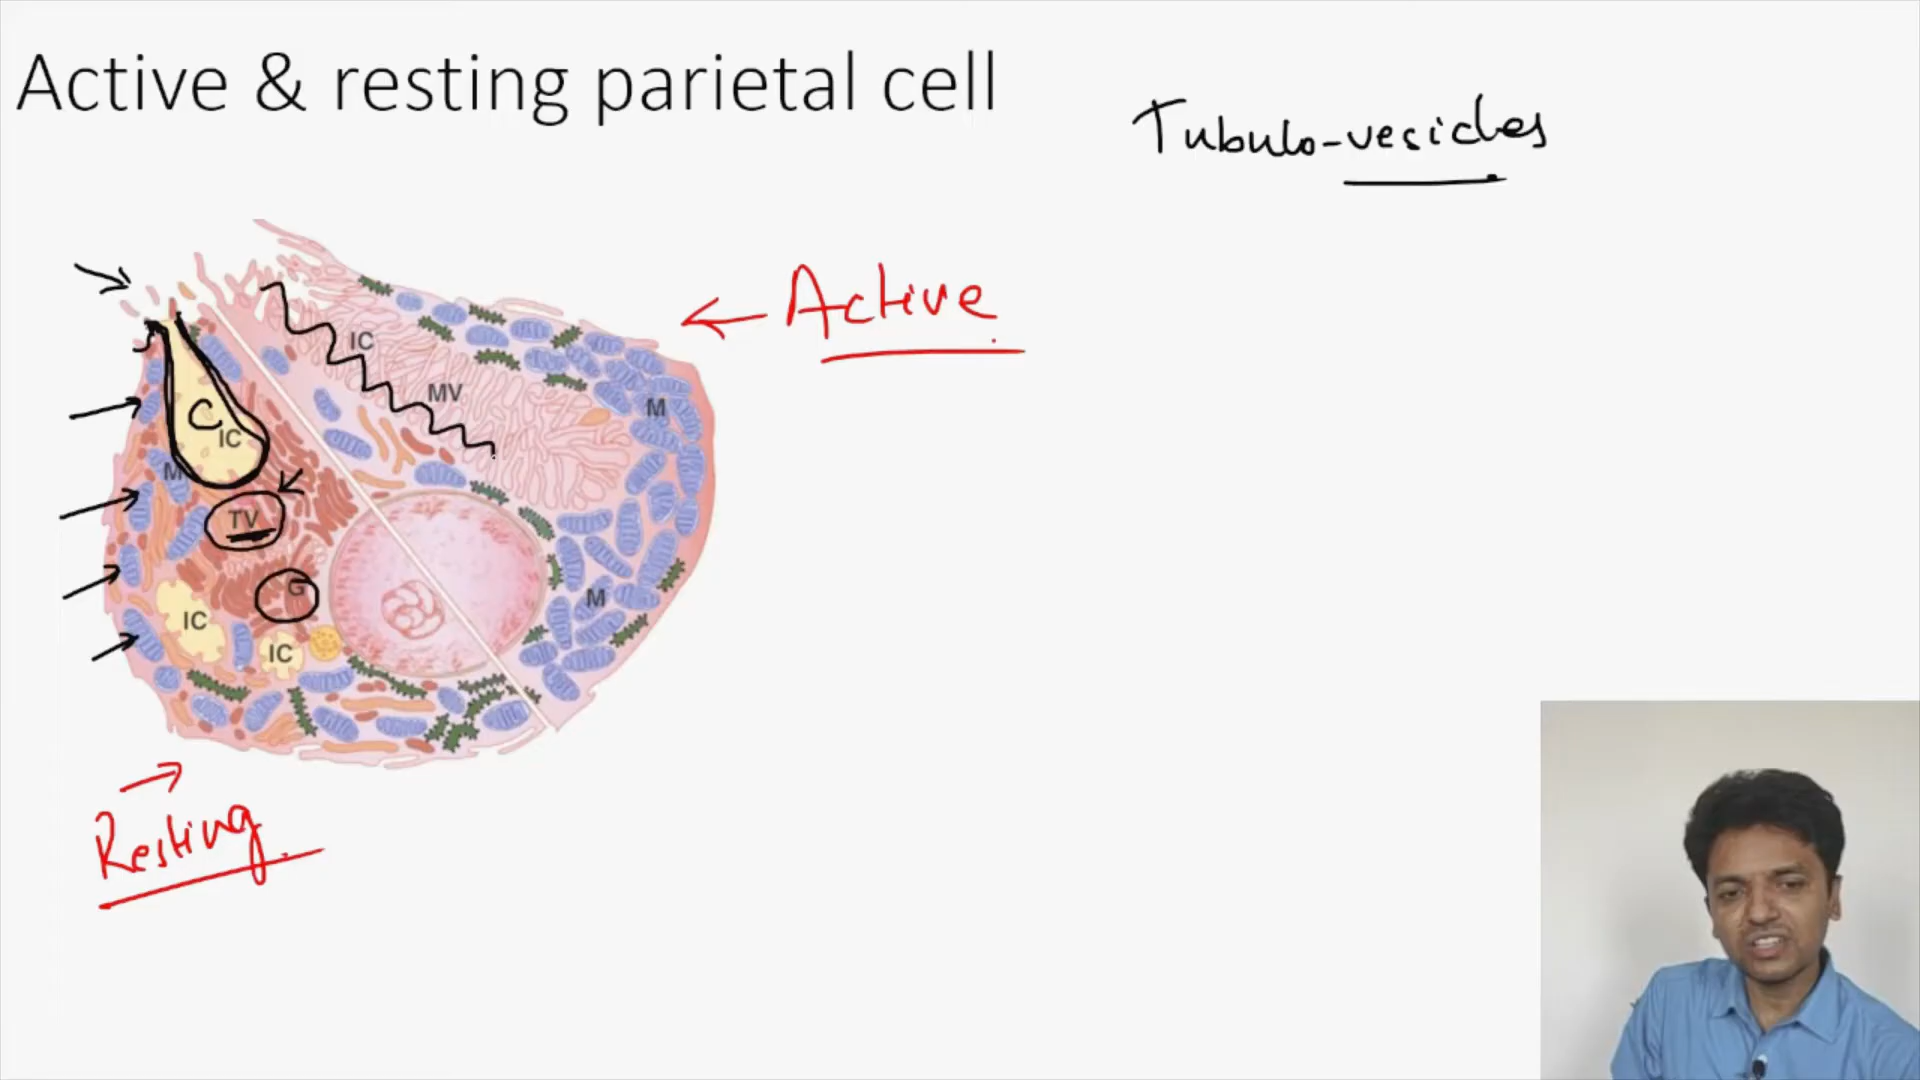 Active & resting parietal cell
Tubulo-vesicles
Active
IC
MV
M
C
IC
M
TV
G
M
IC
IC
Resting